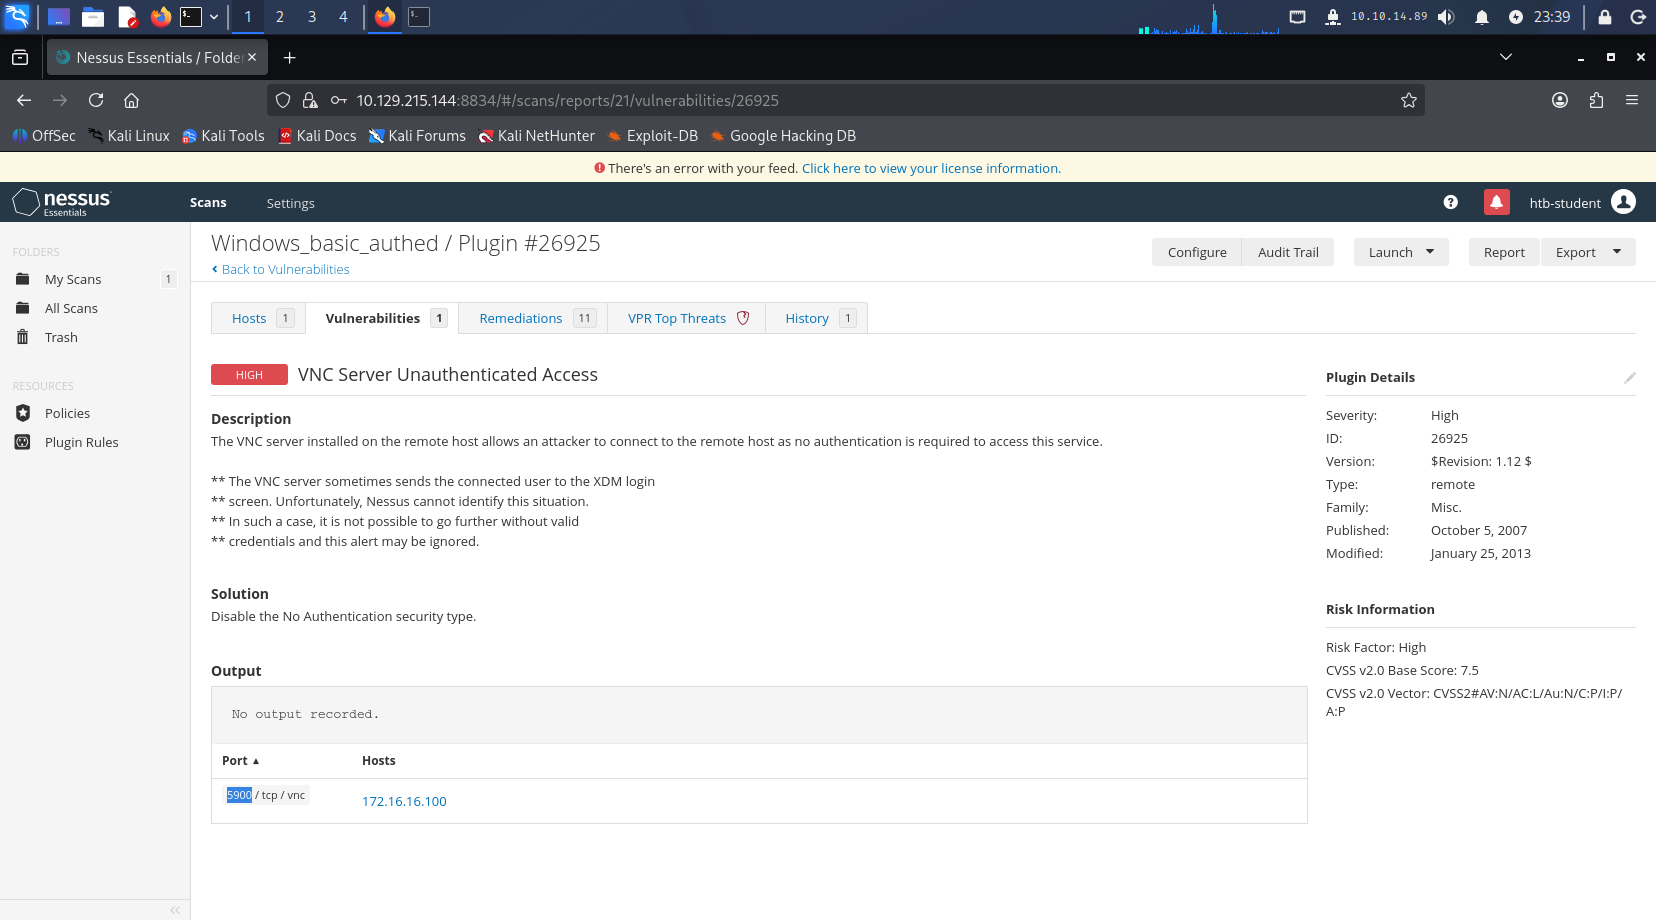 1
2
3
4
10.10.14.89
23:39
Nessus Essentials / Folder
10.129.215.144:8834/#/scans/reports/21/vulnerabilities/26925
OffSec
Kali Linux
Kali Tools
Kali Docs
Kali Forums
Kali NetHunter
Exploit-DB
Google Hacking DB
There's an error with your feed. Click here to view your license information.
nessus
Essentials
Scans
Settings
htb-student
FOLDERS
My Scans 1
All Scans
Trash
RESOURCES
Policies
Plugin Rules
Windows_basic_authed / Plugin #26925
Back to Vulnerabilities
Configure
Audit Trail
Launch
Report
Export
Hosts 1
Vulnerabilities 1
Remediations 11
VPR Top Threats
History 1
HIGH
VNC Server Unauthenticated Access
Description
The VNC server installed on the remote host allows an attacker to connect to the remote host as no authentication is required to access this service.
** The VNC server sometimes sends the connected user to the XDM login
** screen. Unfortunately, Nessus cannot identify this situation.
** In such a case, it is not possible to go further without valid
** credentials and this alert may be ignored.
Solution
Disable the No Authentication security type.
Output
No output recorded.
Port ▲ Hosts
5900 / tcp / vnc
172.16.16.100
Plugin Details
Severity: High
ID: 26925
Version: $Revision: 1.12 $
Type: remote
Family: Misc.
Published: October 5, 2007
Modified: January 25, 2013
Risk Information
Risk Factor: High
CVSS v2.0 Base Score: 7.5
CVSS v2.0 Vector: CVSS2#AV:N/AC:L/Au:N/C:P/I:P/
A:P